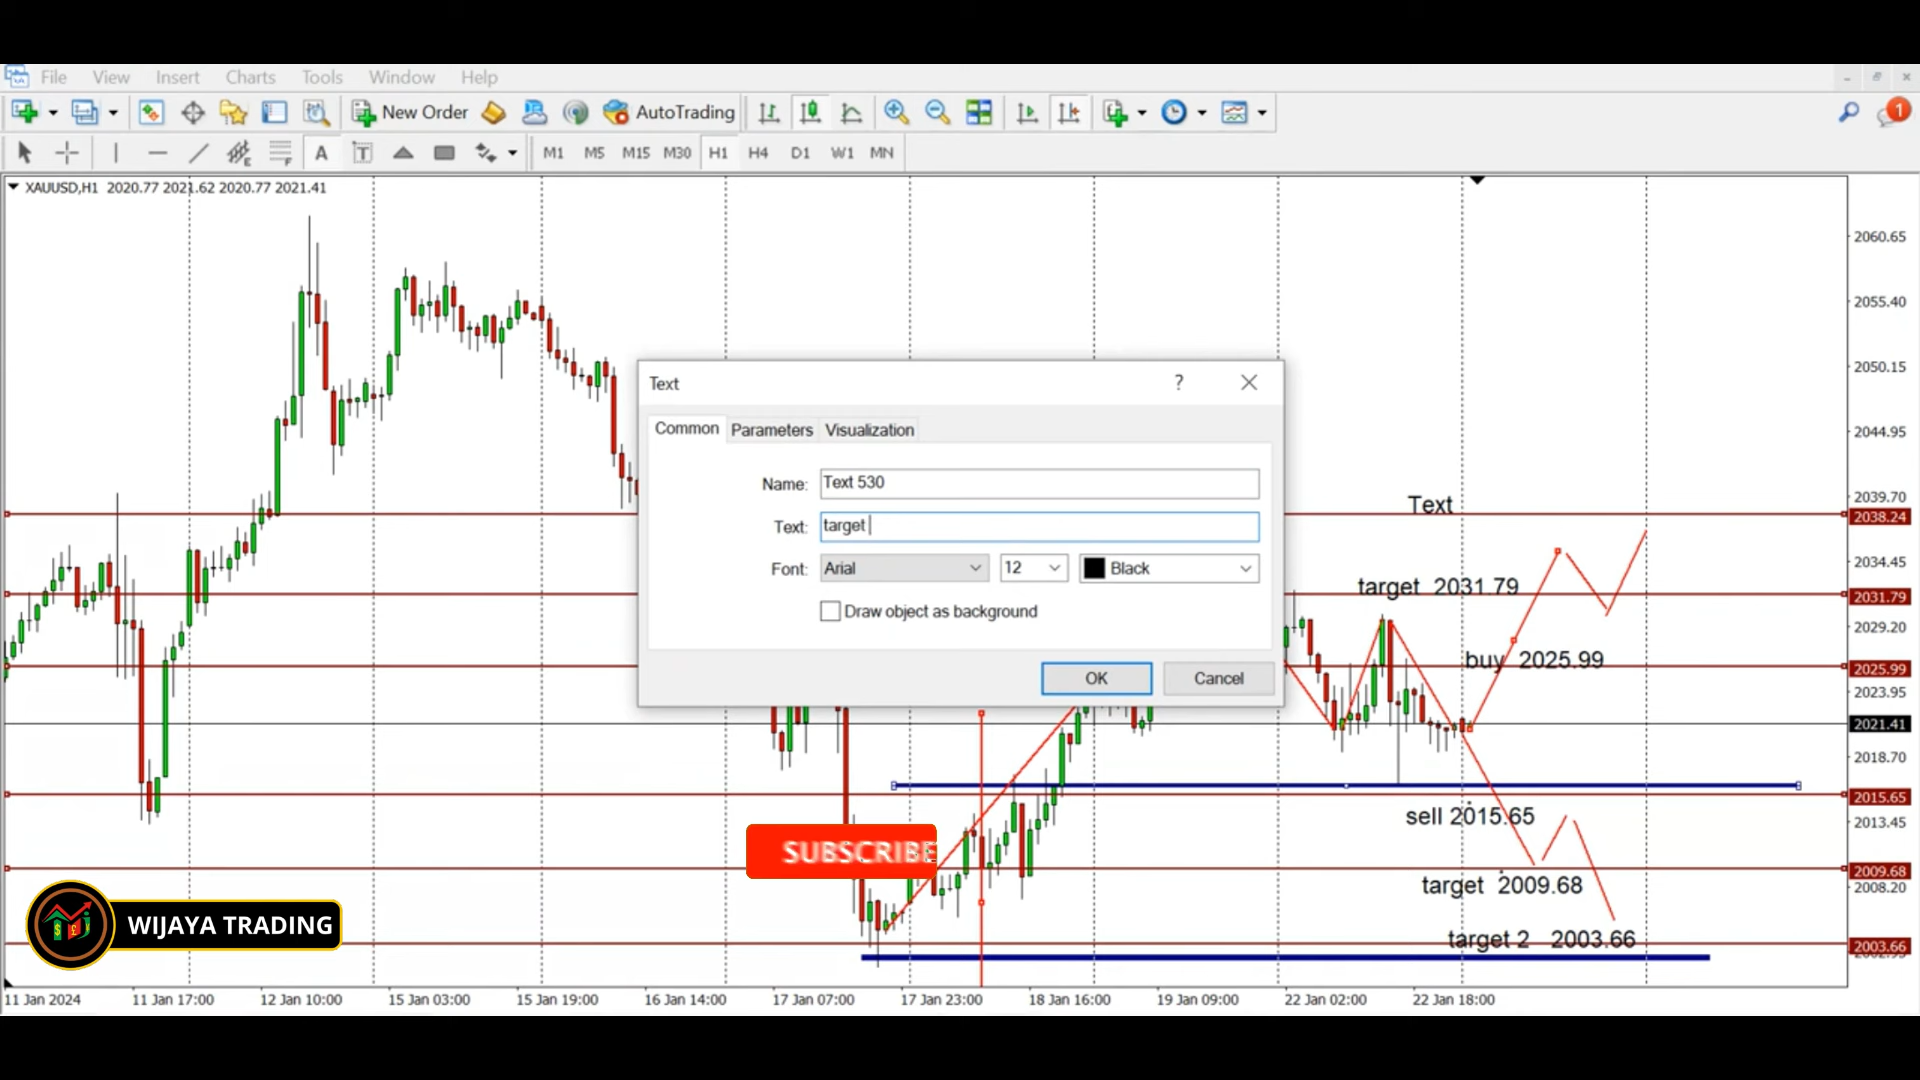 File View Insert Charts Tools Window Help
New Order AutoTrading 1
A T M1 M5 M15 M30 H1 H4 D1 W1 MN
XAUUSD,H1 2020.77 2021.62 2020.77 2021.41
2060.65
2055.40
2050.15
Text ?
Common Parameters Visualization
2044.95
Name: Text 530
2039.70
Text
2038.24
Text: target
Font: Arial 12 Black
2034.45
target 2031.79
2031.79
Draw object as background
2029.20
buy 2025.99
2025.99
OK Cancel
2023.95
2021.41
2018.70
2015.65
sell 2015.65
2013.45
SUBSCRIBE
2009.68
target 2009.68
2008.20
WIJAYA TRADING
target 2 2003.66
2003.66
11 Jan 2024 11 Jan 17:00 12 Jan 10:00 15 Jan 03:00 15 Jan 19:00 16 Jan 14:00 17 Jan 07:00 17 Jan 23:00 18 Jan 16:00 19 Jan 09:00 22 Jan 02:00 22 Jan 18:00